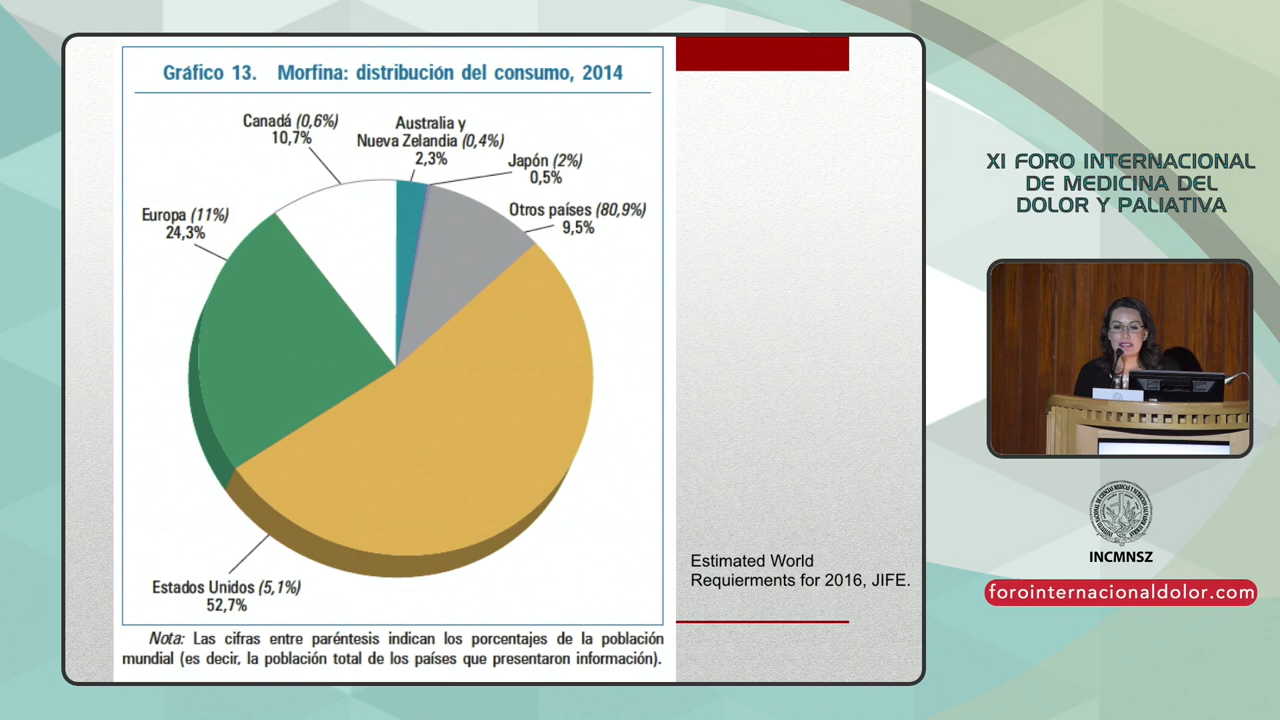 Gráfico 13. Morfina: distribución del consumo, 2014
Canadá (0,6%)
10,7%
Australia y
Nueva Zelandia (0,4%)
2,3%
Japón (2%)
0,5%
Otros países (80,9%)
9,5%
Europa (11%)
24,3%
Estados Unidos (5,1%)
52,7%
Nota: Las cifras entre paréntesis indican los porcentajes de la población
mundial (es decir, la población total de los países que presentaron información).
Estimated World
Requierments for 2016, JIFE.
XI FORO INTERNACIONAL
DE MEDICINA DEL
DOLOR Y PALIATIVA
INCMNSZ
forointernacionaldolor.com